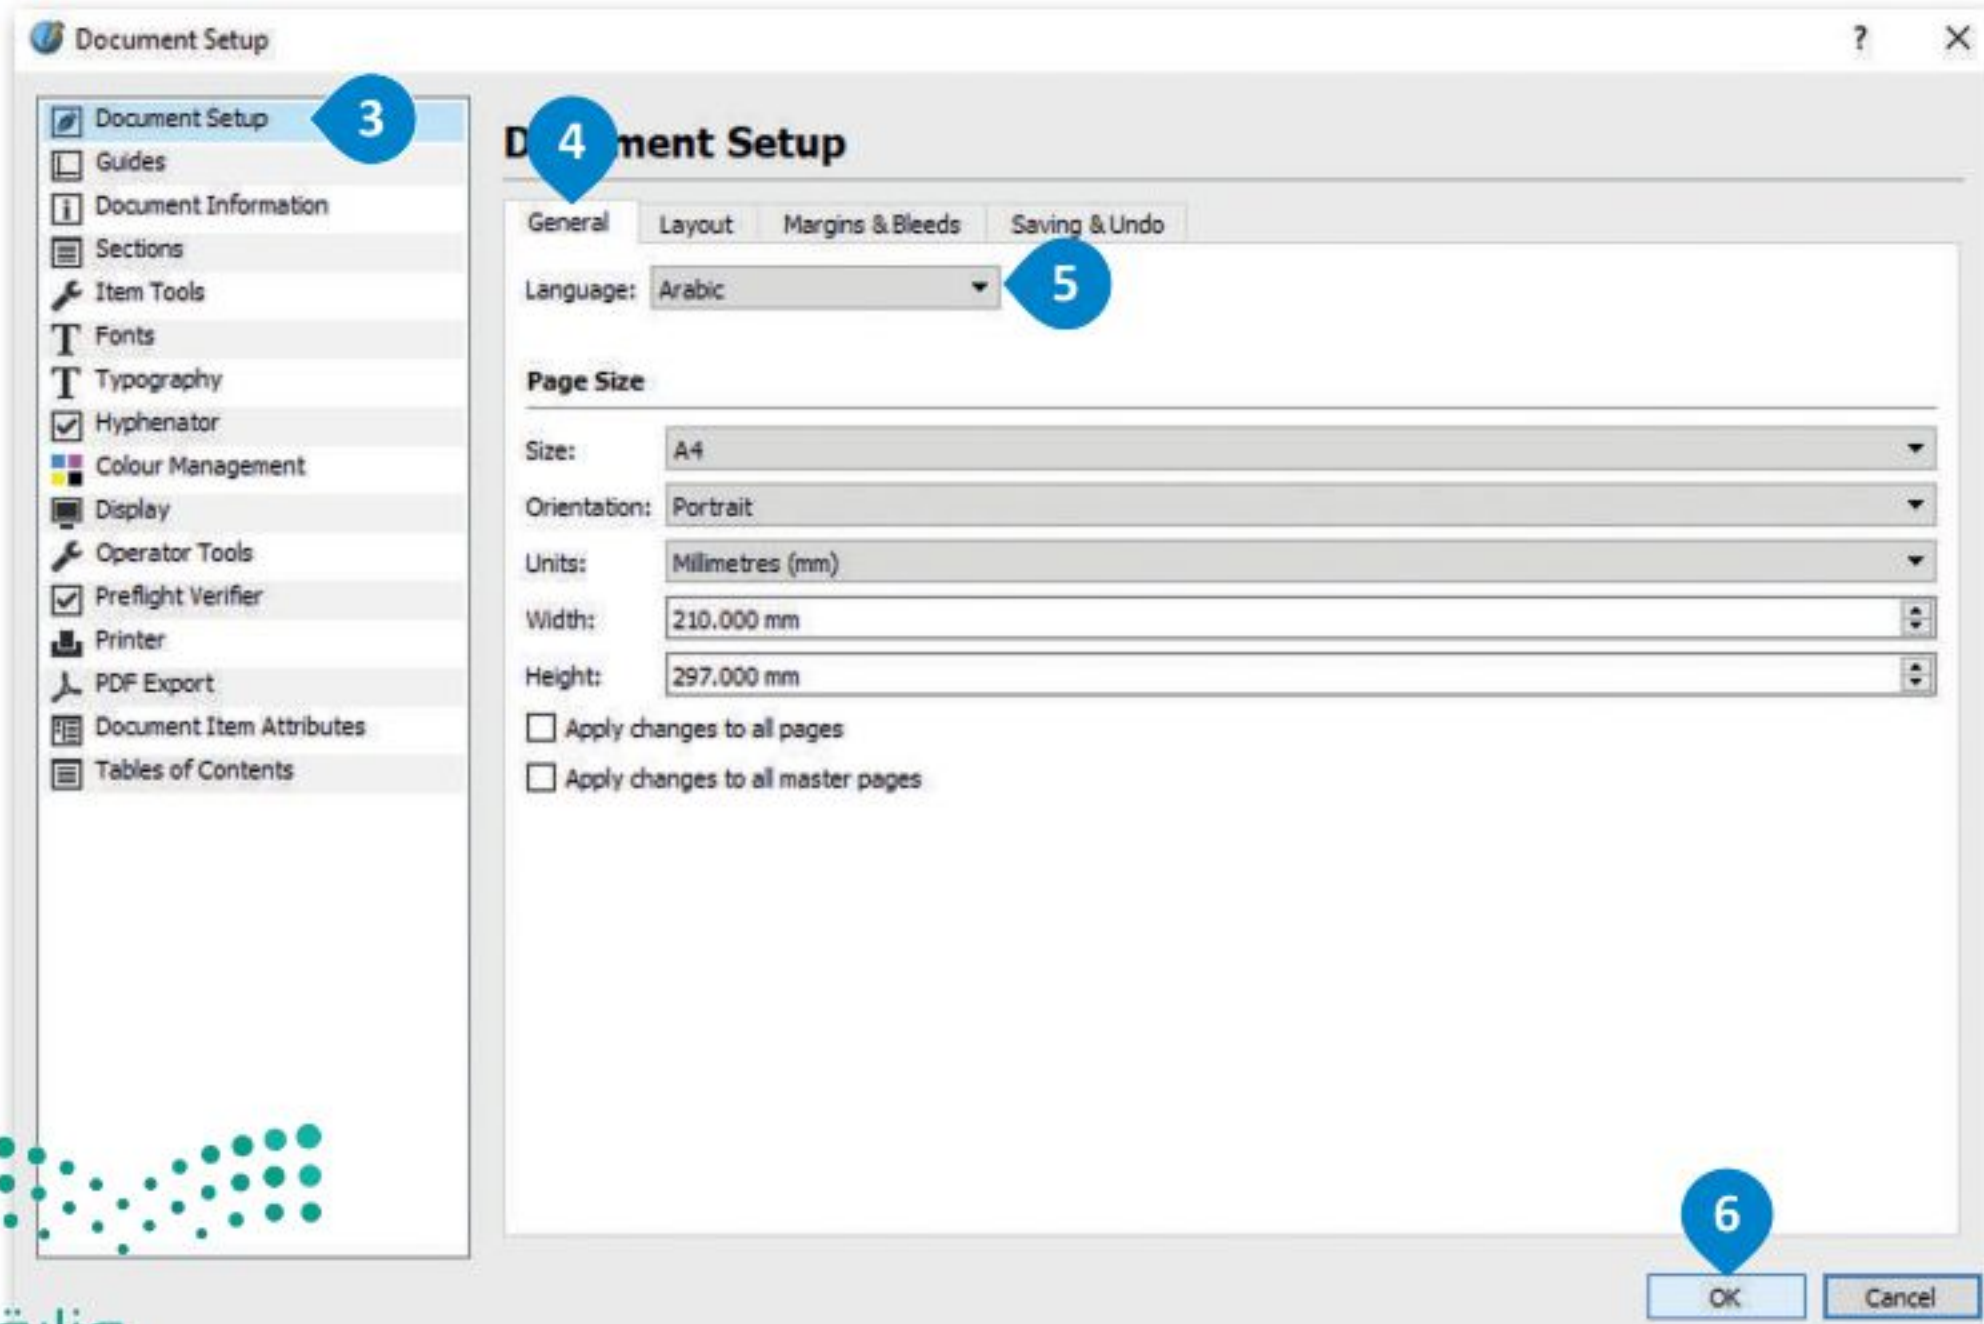 Document Setup
?
Document Setup
3
Guides
Document Information
Sections
Item Tools
Fonts
Typography
Hyphenator
Colour Management
Display
Operator Tools
Preflight Verifier
Printer
PDF Export
Document Item Attributes
Tables of Contents
4
ment Setup
General Layout Margins & Bleeds Saving & Undo
Language: Arabic
5
Page Size
Size: A4
Orientation: Portrait
Units: Millimetres (mm)
Width: 210.000 mm
Height: 297.000 mm
Apply changes to all pages
Apply changes to all master pages
6
OK Cancel